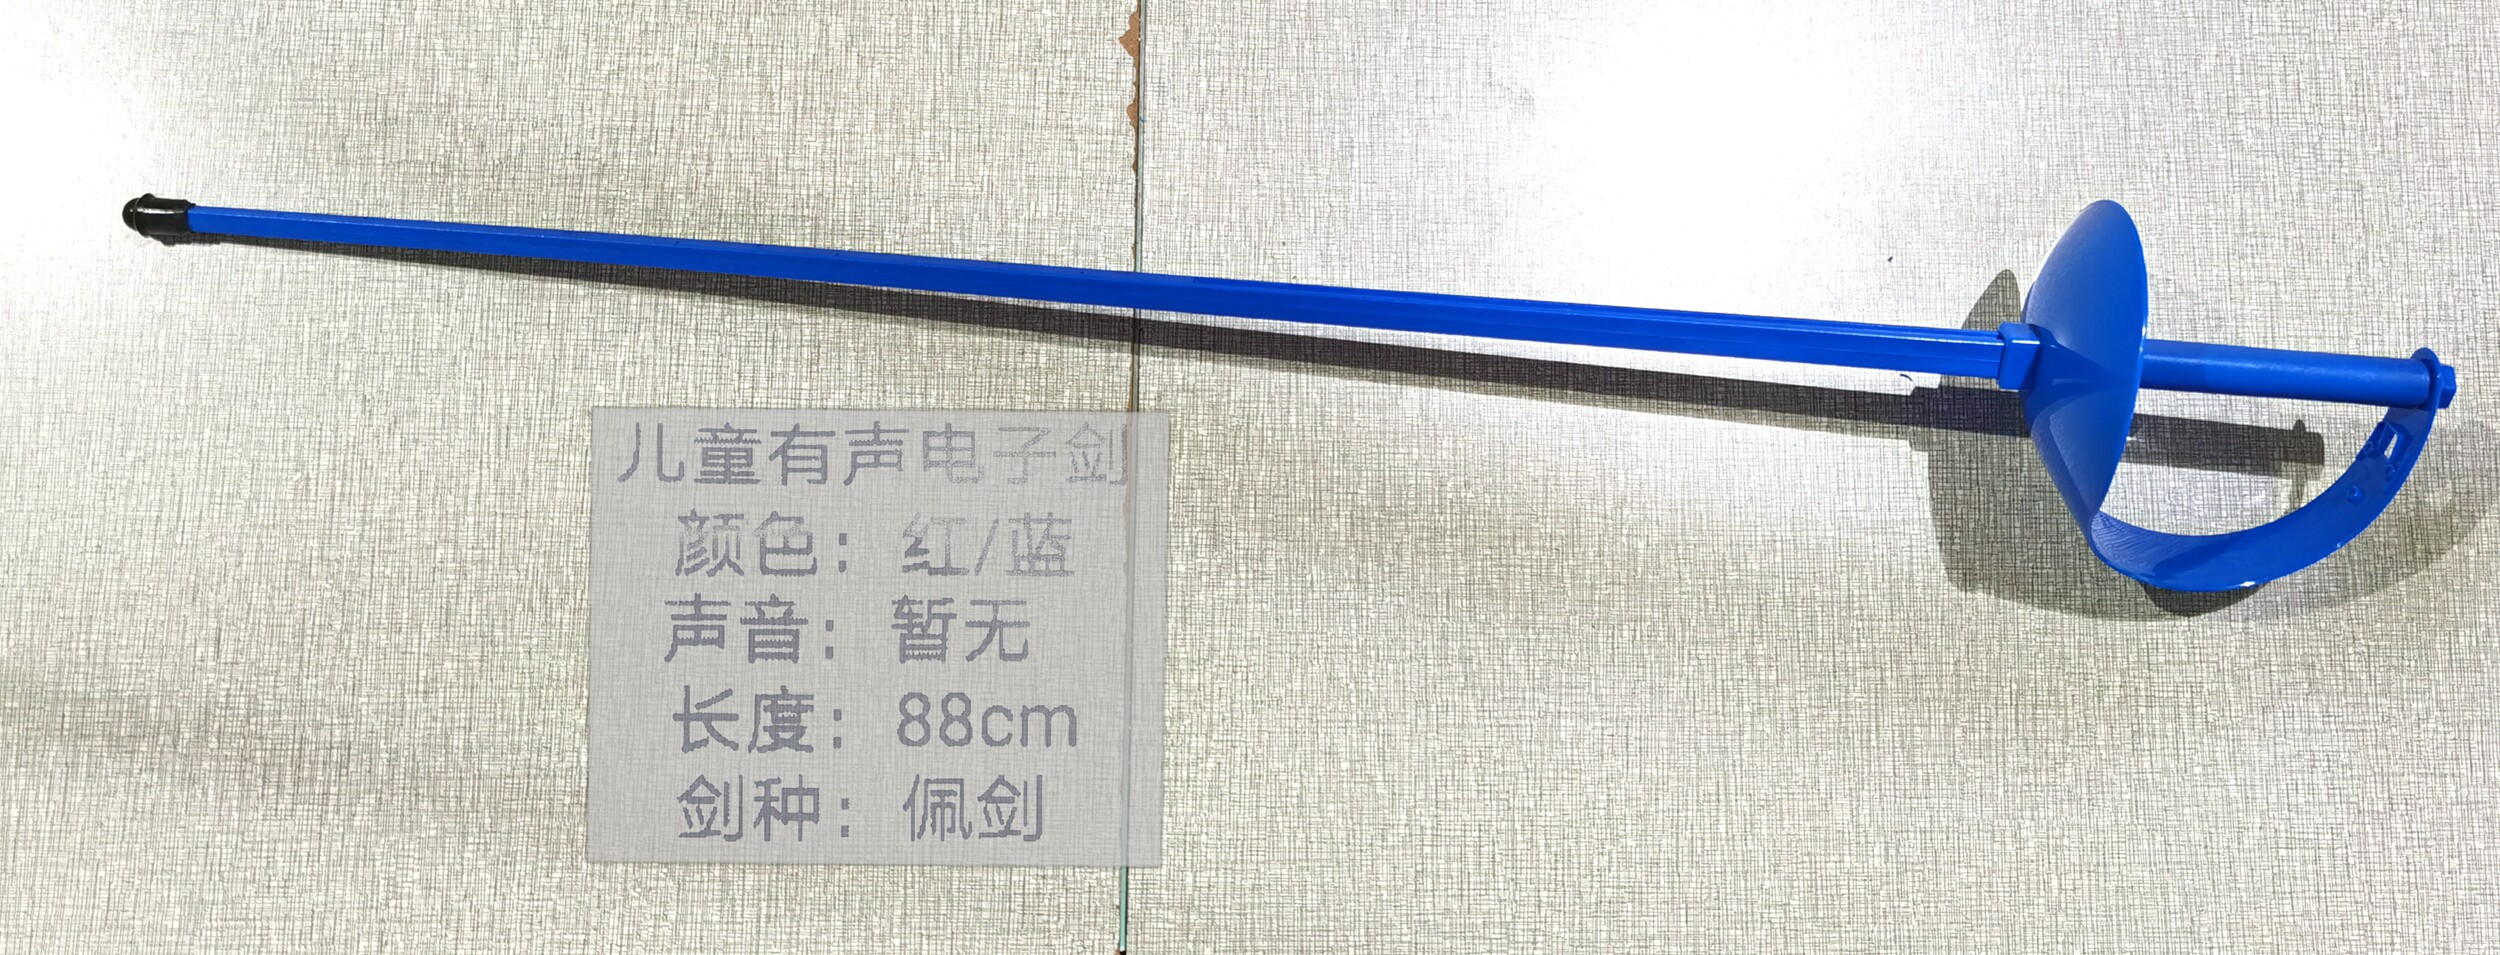 儿童有声电子剑
颜色：红/蓝
声音：暂无
长度：88cm
剑种：佩剑